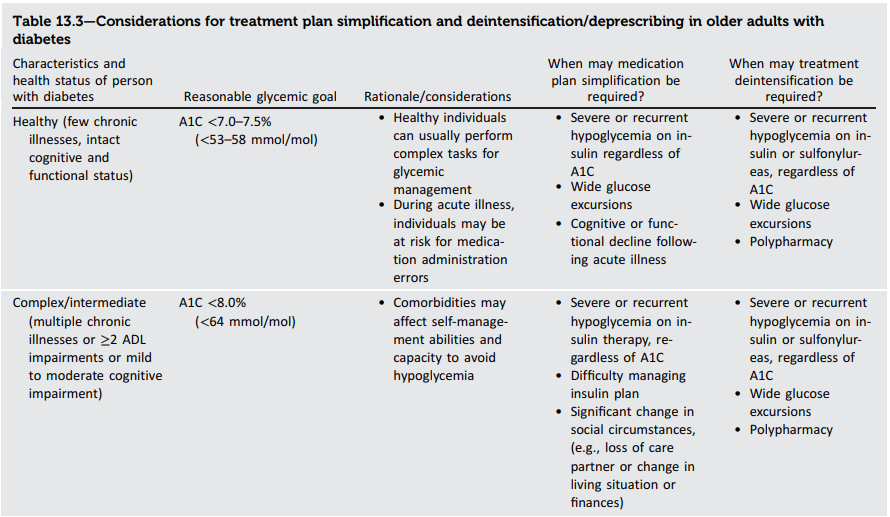 Table 13.3—Considerations for treatment plan simplification and deintensification/deprescribing in older adults with
diabetes
Characteristics and
health status of person
with diabetes
Reasonable glycemic goal
Rationale/considerations
When may medication
plan simplification be
required?
When may treatment
deintensification be
required?
Healthy (few chronic
illnesses, intact
cognitive and
functional status)
A1C <7.0–7.5%
(<53–58 mmol/mol)
• Healthy individuals
can usually perform
complex tasks for
glycemic
management
• During acute illness,
individuals may be
at risk for medica-
tion administration
errors
• Severe or recurrent
hypoglycemia on in-
sulin regardless of
A1C
• Wide glucose
excursions
• Cognitive or func-
tional decline follow-
ing acute illness
• Severe or recurrent
hypoglycemia on in-
sulin or sulfonylur-
eas, regardless of
A1C
• Wide glucose
excursions
• Polypharmacy
Complex/intermediate
(multiple chronic
illnesses or ≥2 ADL
impairments or mild
to moderate cognitive
impairment)
A1C <8.0%
(<64 mmol/mol)
• Comorbidities may
affect self-manage-
ment abilities and
capacity to avoid
hypoglycemia
• Severe or recurrent
hypoglycemia on in-
sulin therapy, re-
gardless of A1C
• Difficulty managing
insulin plan
• Significant change in
social circumstances,
(e.g., loss of care
partner or change in
living situation or
finances)
• Severe or recurrent
hypoglycemia on in-
sulin or sulfonylur-
eas, regardless of
A1C
• Wide glucose
excursions
• Polypharmacy